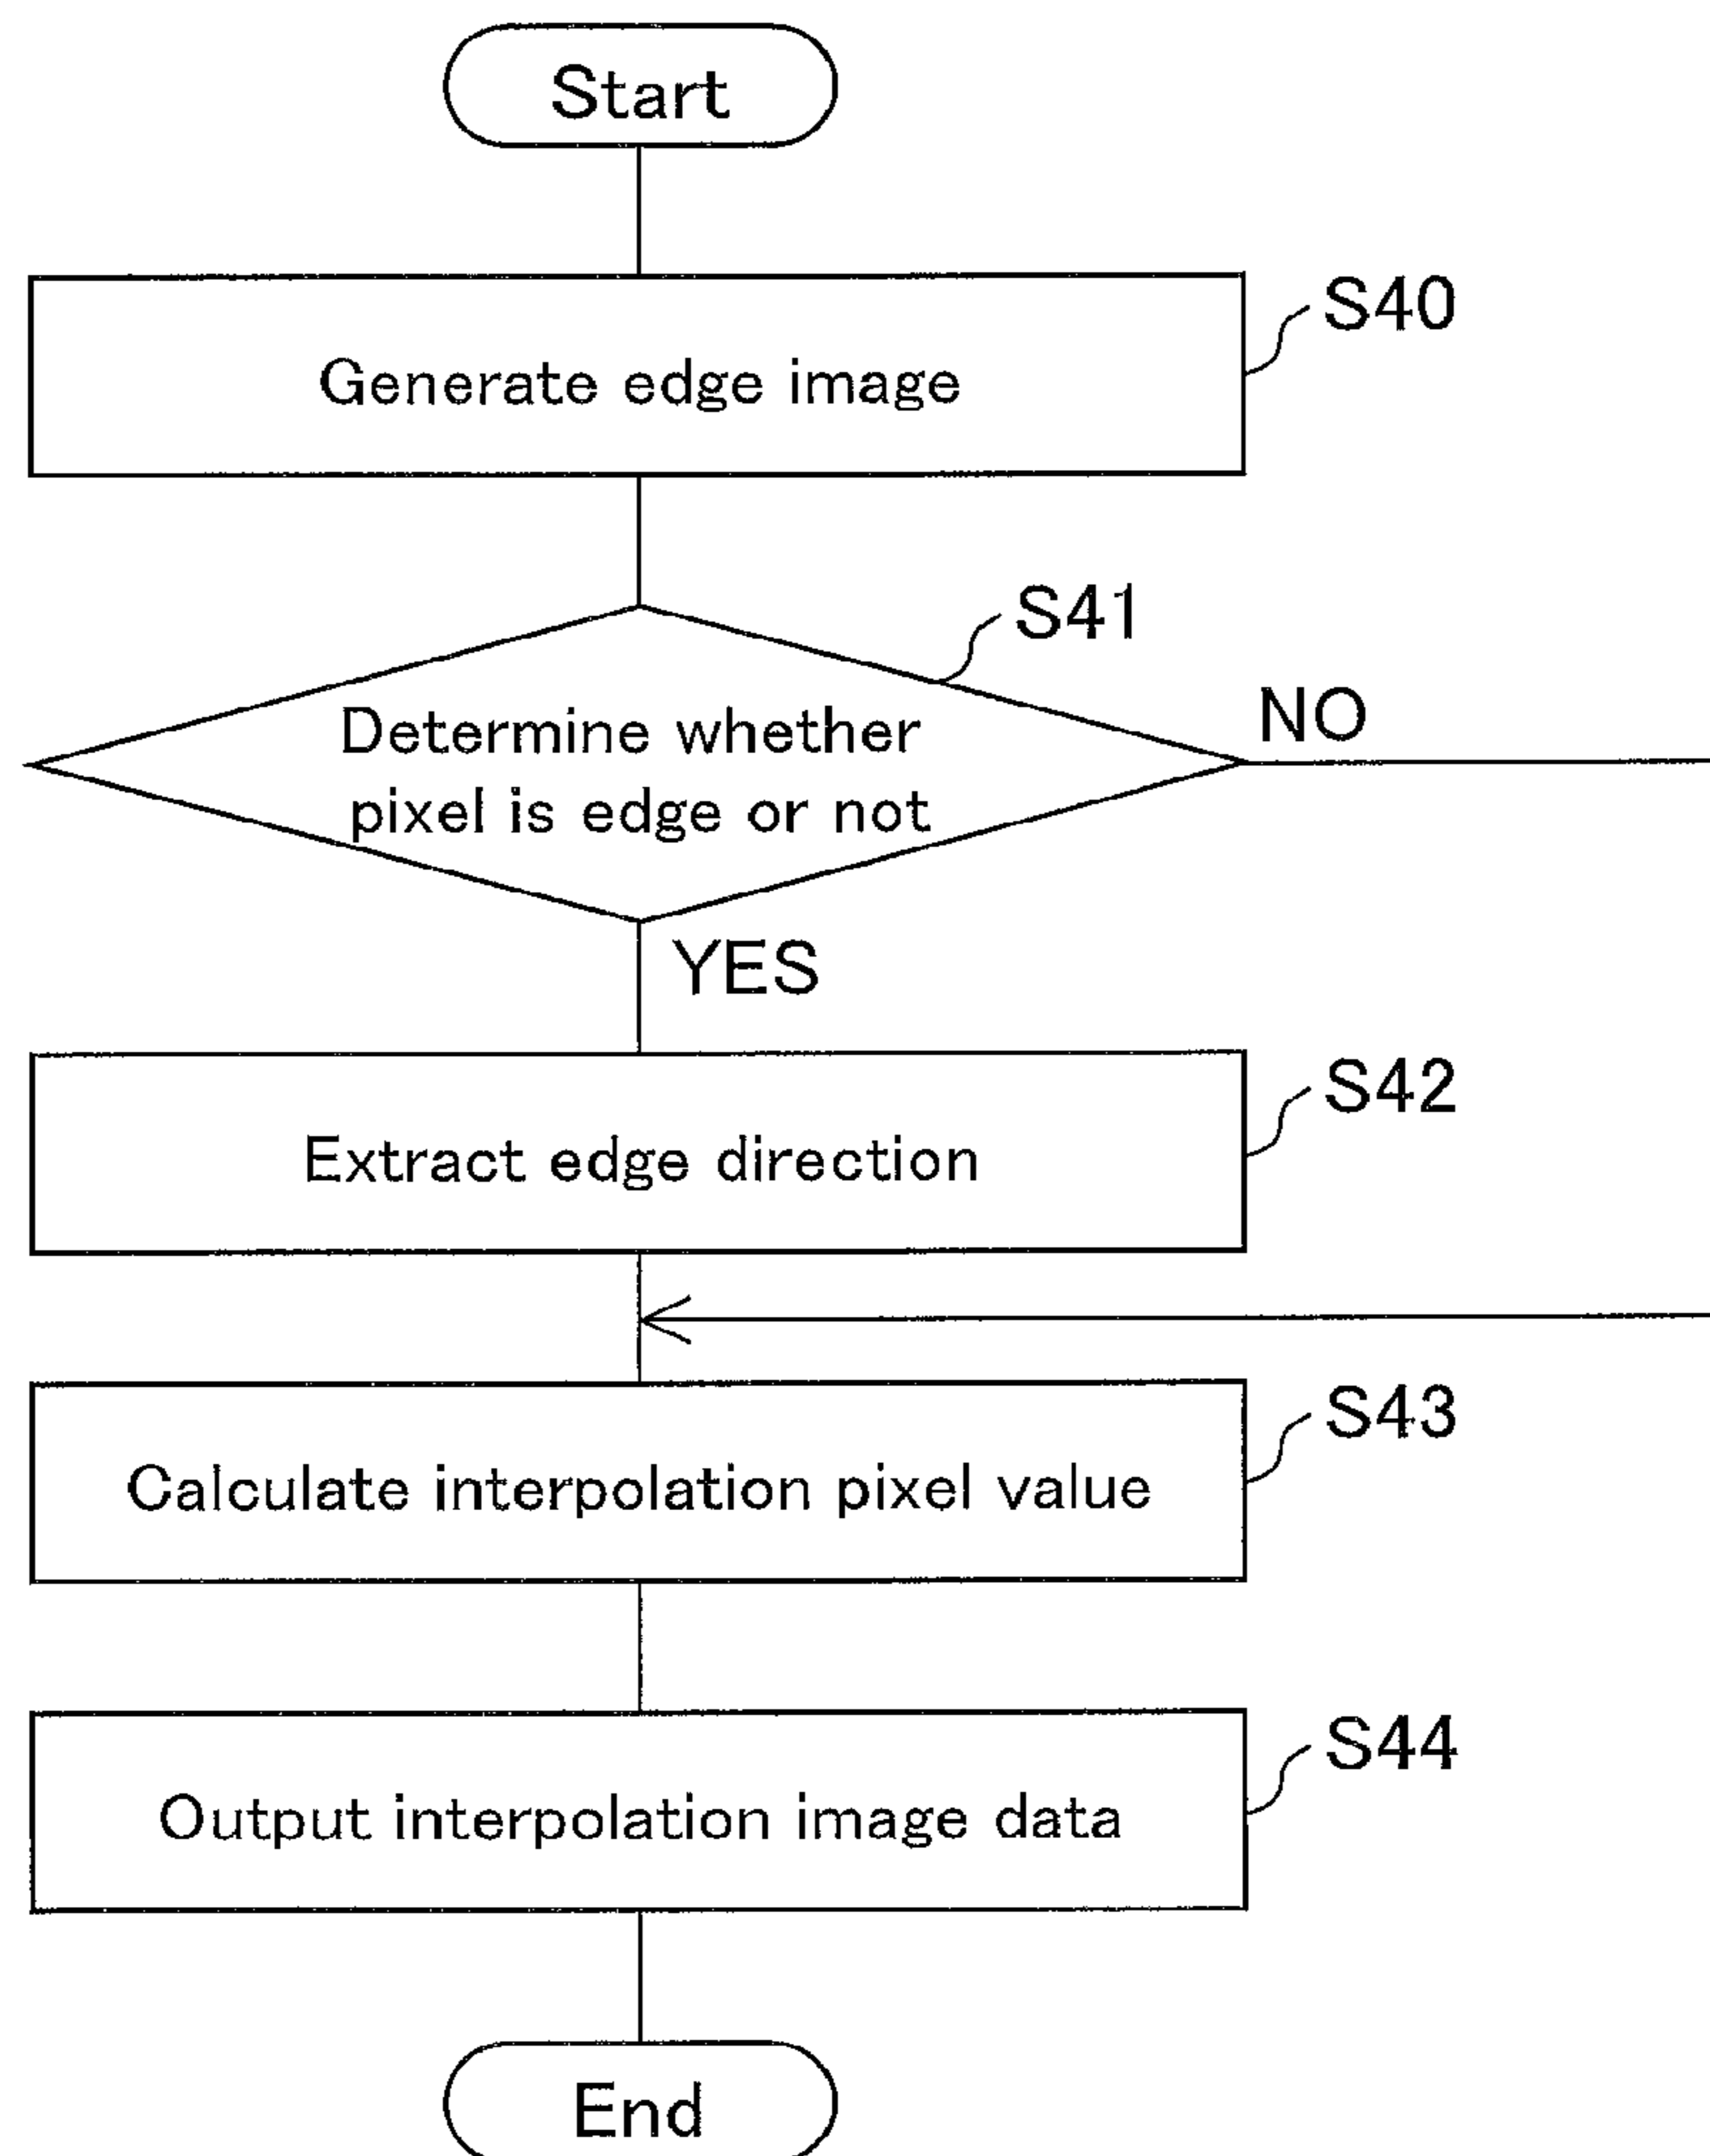 Start
S40
Generate edge image
S41
NO
Determine whether
pixel is edge or not
YES
S42
Extract edge direction
S43
Calculate interpolation pixel value
S44
Output interpolation image data
End